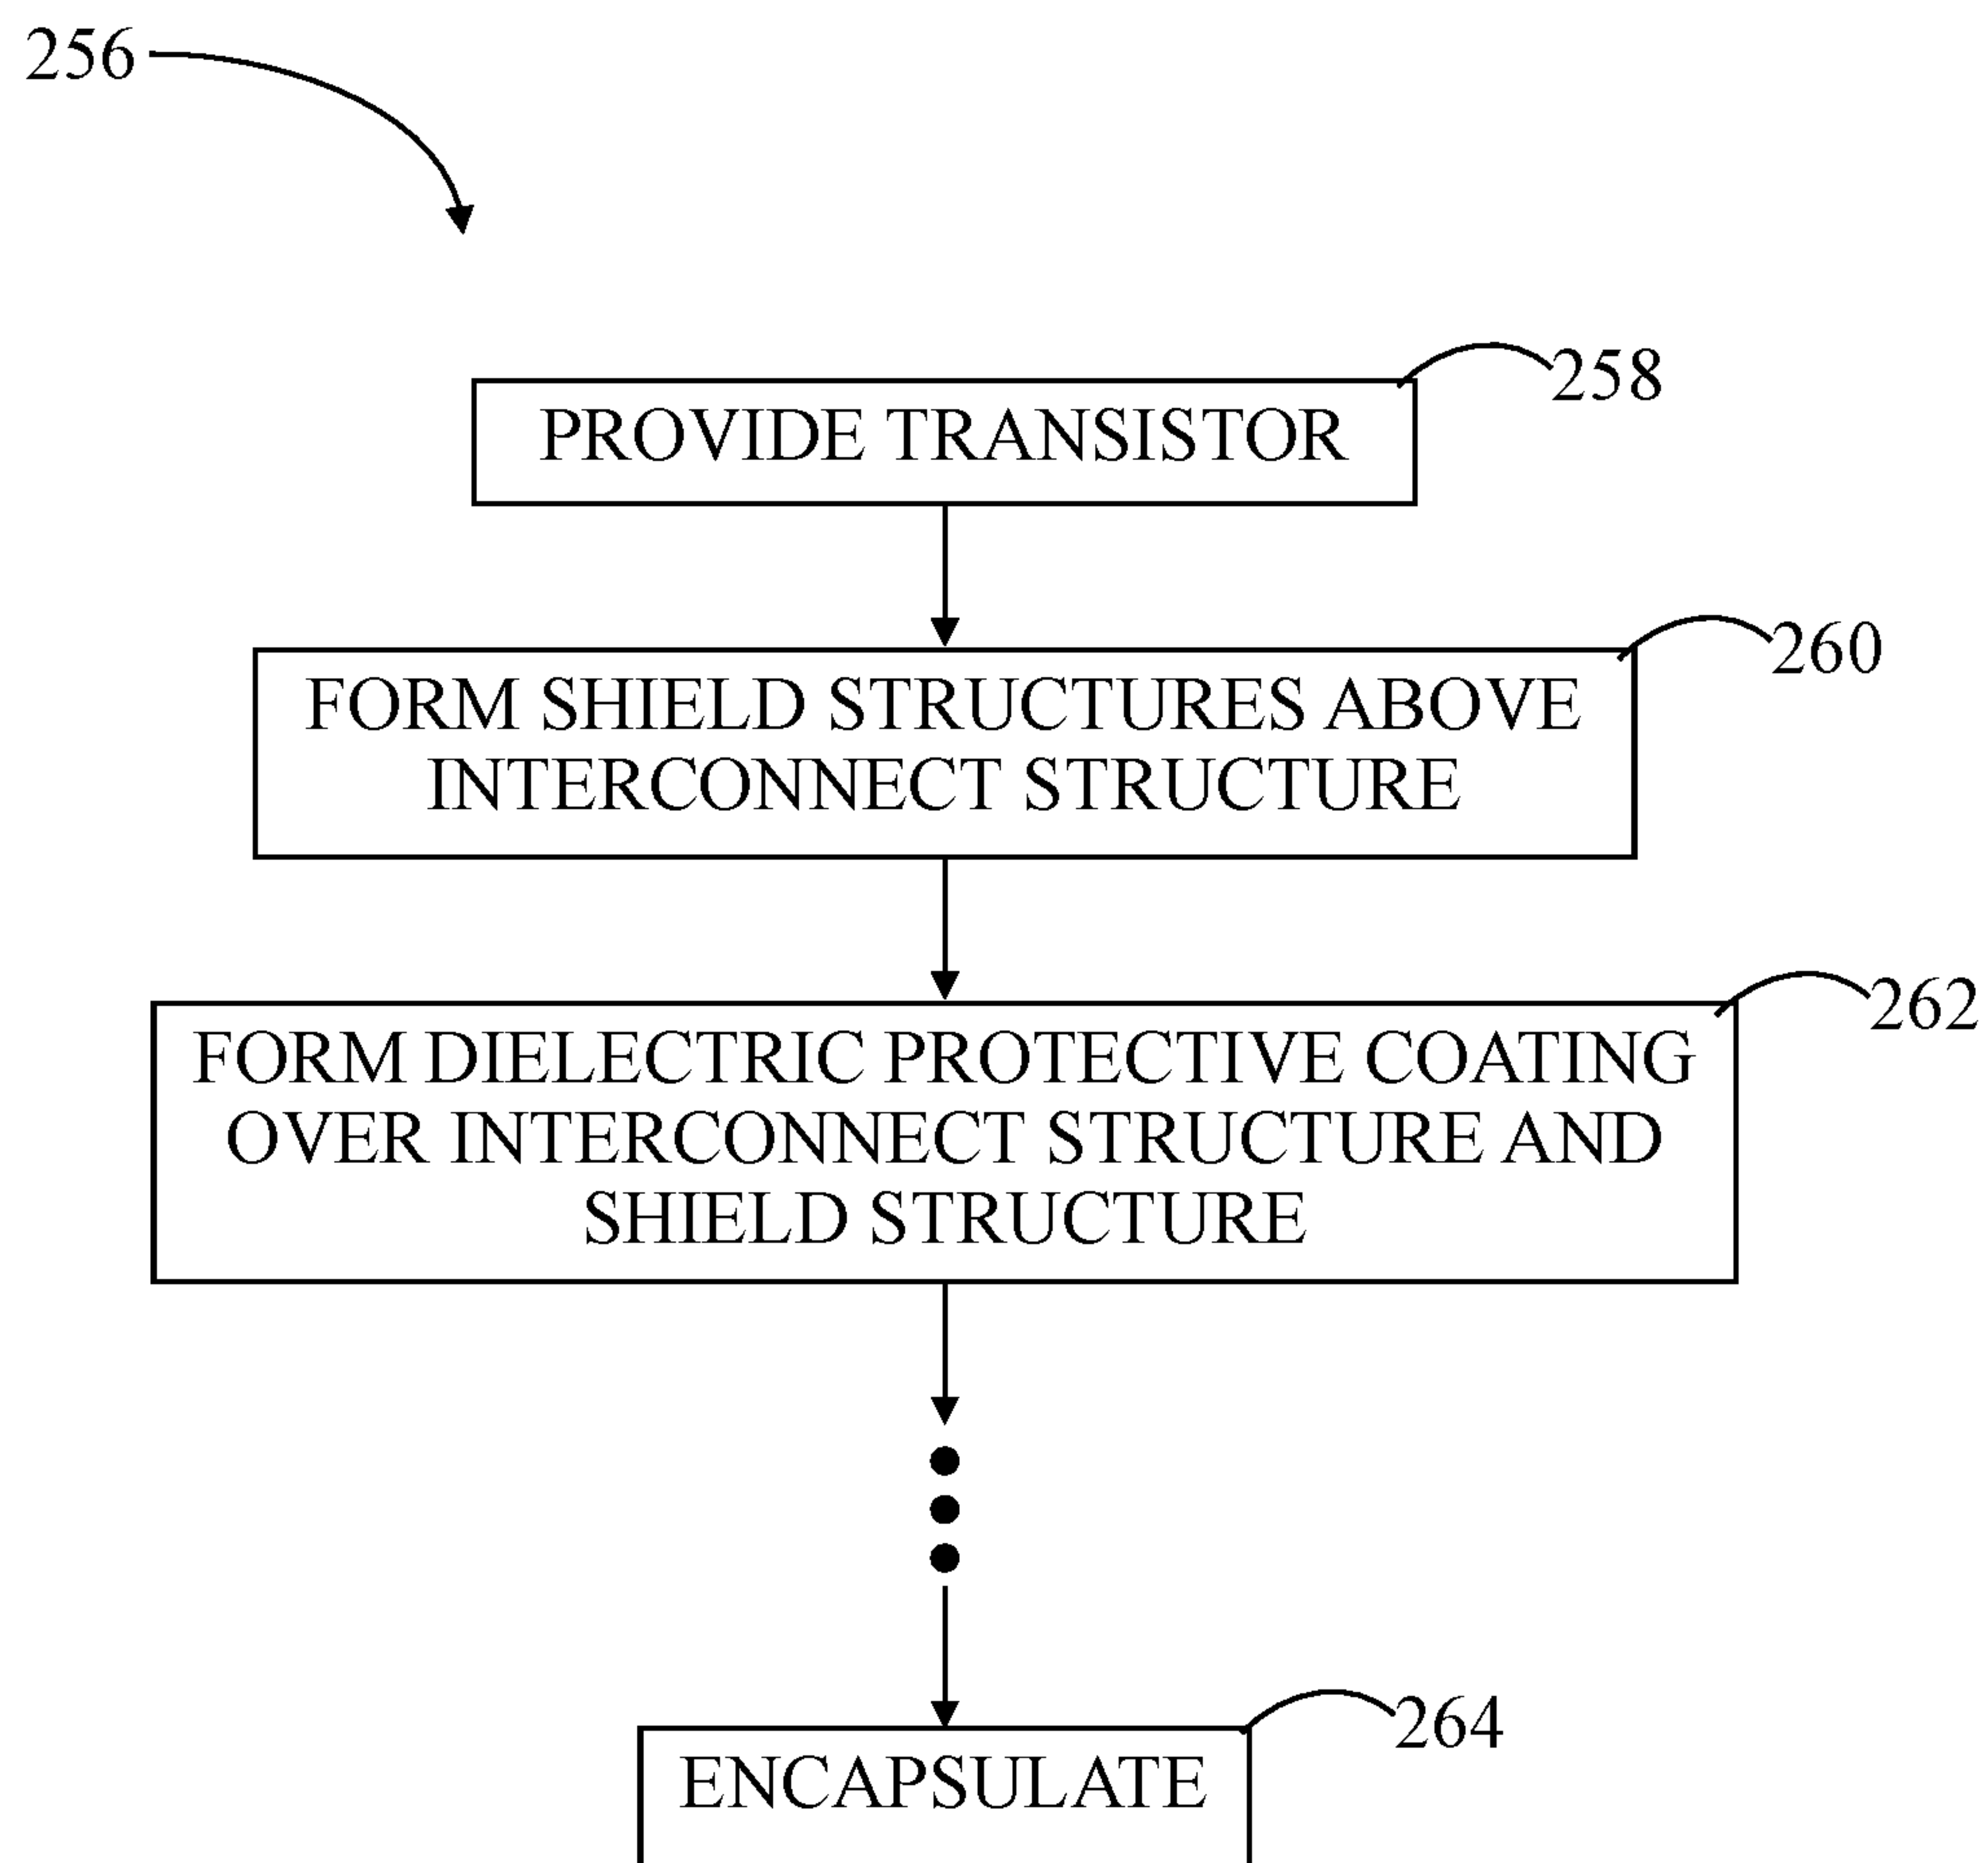 256
258
PROVIDE TRANSISTOR
260
FORM SHIELD STRUCTURES ABOVE
INTERCONNECT STRUCTURE
262
FORM DIELECTRIC PROTECTIVE COATING
OVER INTERCONNECT STRUCTURE AND
SHIELD STRUCTURE
264
ENCAPSULATE